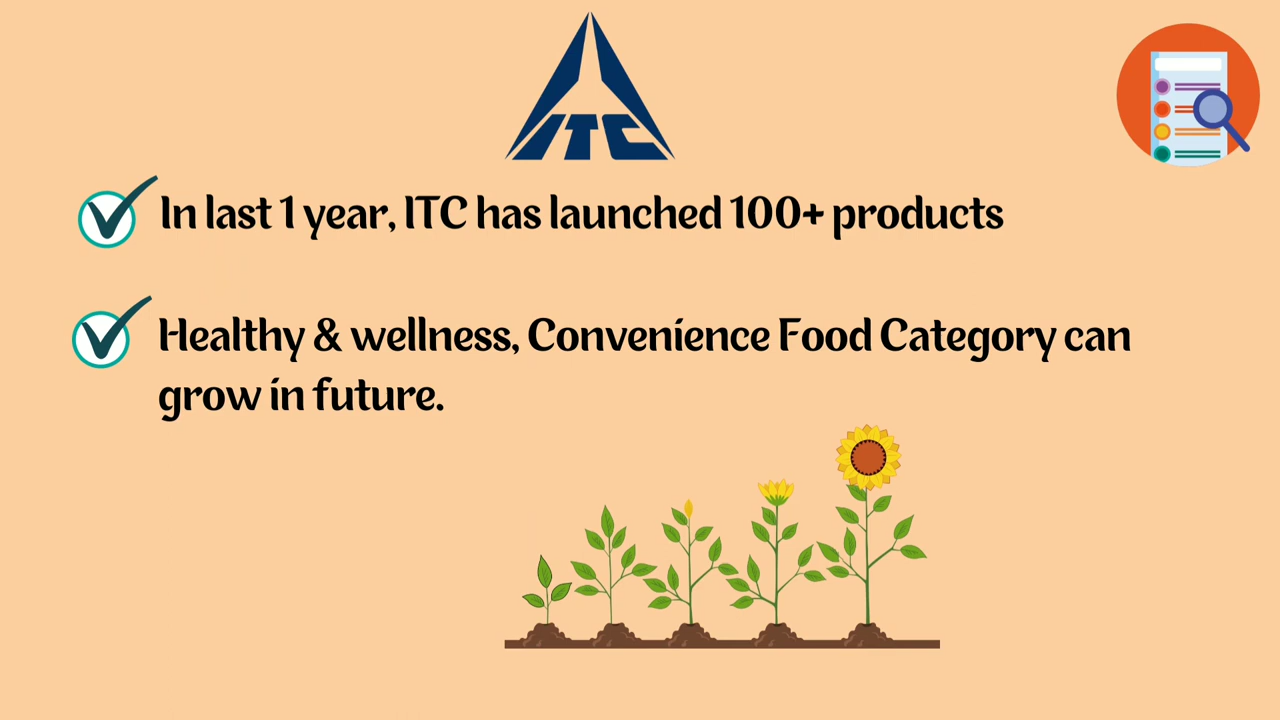 ITC
In last 1 year, ITC has launched 100+ products
Healthy & wellness, Convenience Food Category can
grow in future.